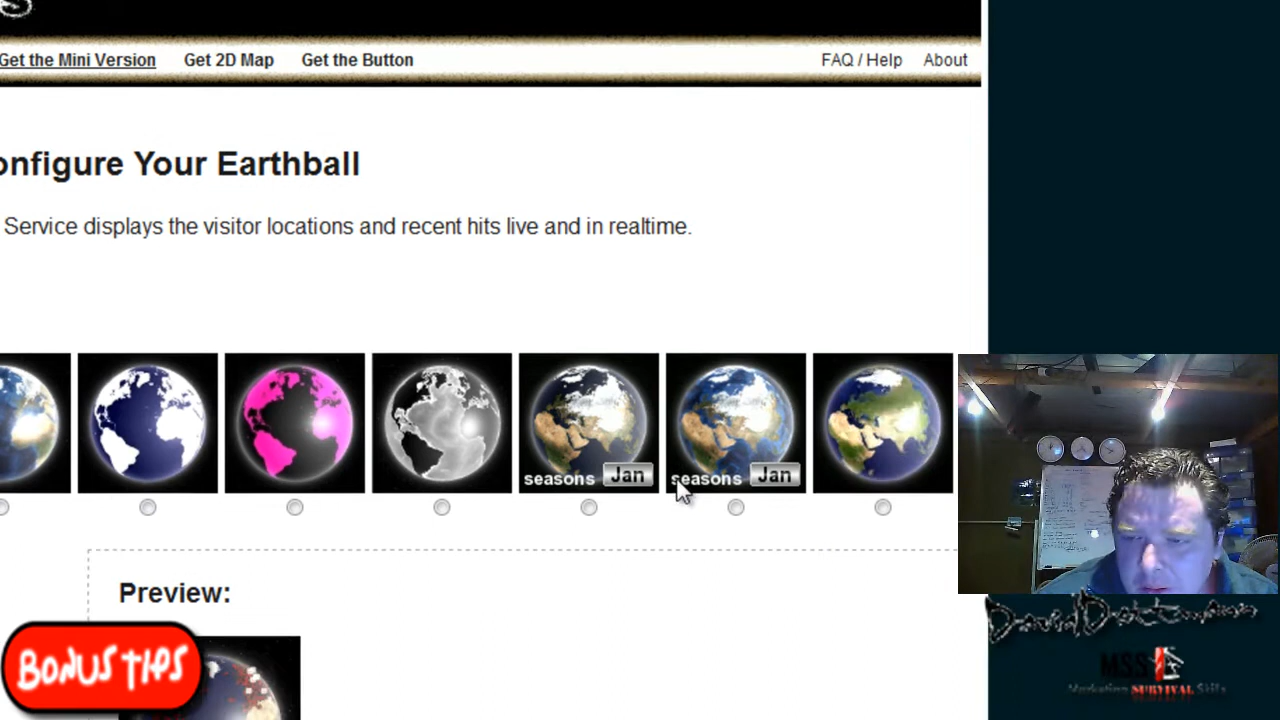 s
Get the Mini Version Get 2D Map Get the Button FAQ / Help About
onfigure Your Earthball
Service displays the visitor locations and recent hits live and in realtime.
seasons Jan seasons Jan
Preview:
BONUS TIPS
David Dottmann
MSS
Marketing SURVIVAL Skills